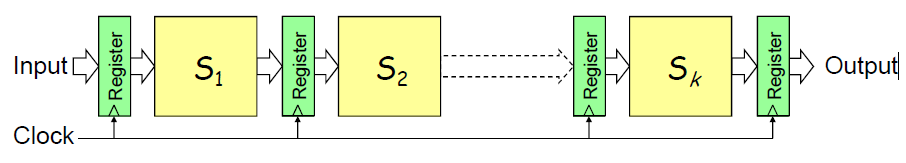 Input
Register
S1
Register
S2
Register
Sk
Register
Output
Clock